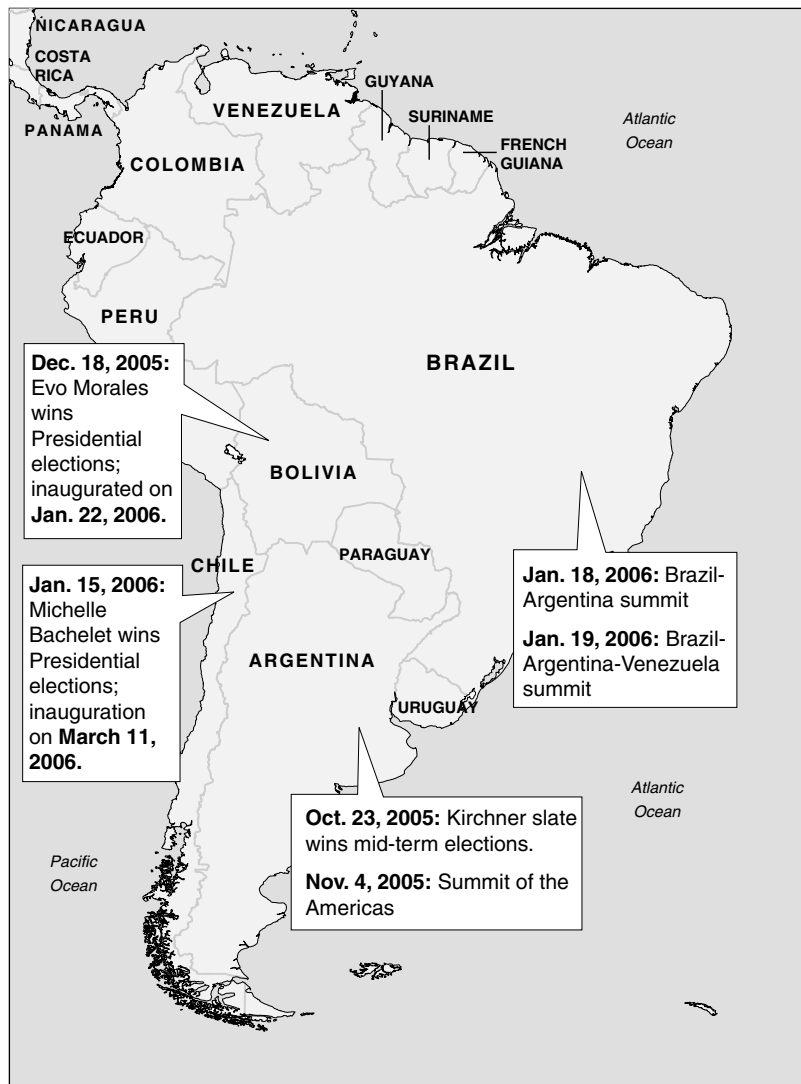 NICARAGUA
COSTA
RICA
PANAMA
VENEZUELA
GUYANA
SURINAME
FRENCH
GUIANA
Atlantic
Ocean
COLOMBIA
ECUADOR
PERU
BRAZIL
Dec. 18, 2005:
Evo Morales
wins
Presidential
elections;
inaugurated on
Jan. 22, 2006.
BOLIVIA
PARAGUAY
CHILE
Jan. 15, 2006:
Michelle
Bachelet wins
Presidential
elections;
inauguration
on March 11,
2006.
Jan. 18, 2006: Brazil-
Argentina summit
Jan. 19, 2006: Brazil-
Argentina-Venezuela
summit
ARGENTINA
URUGUAY
Oct. 23, 2005: Kirchner slate
wins mid-term elections.
Nov. 4, 2005: Summit of the
Americas
Atlantic
Ocean
Pacific
Ocean